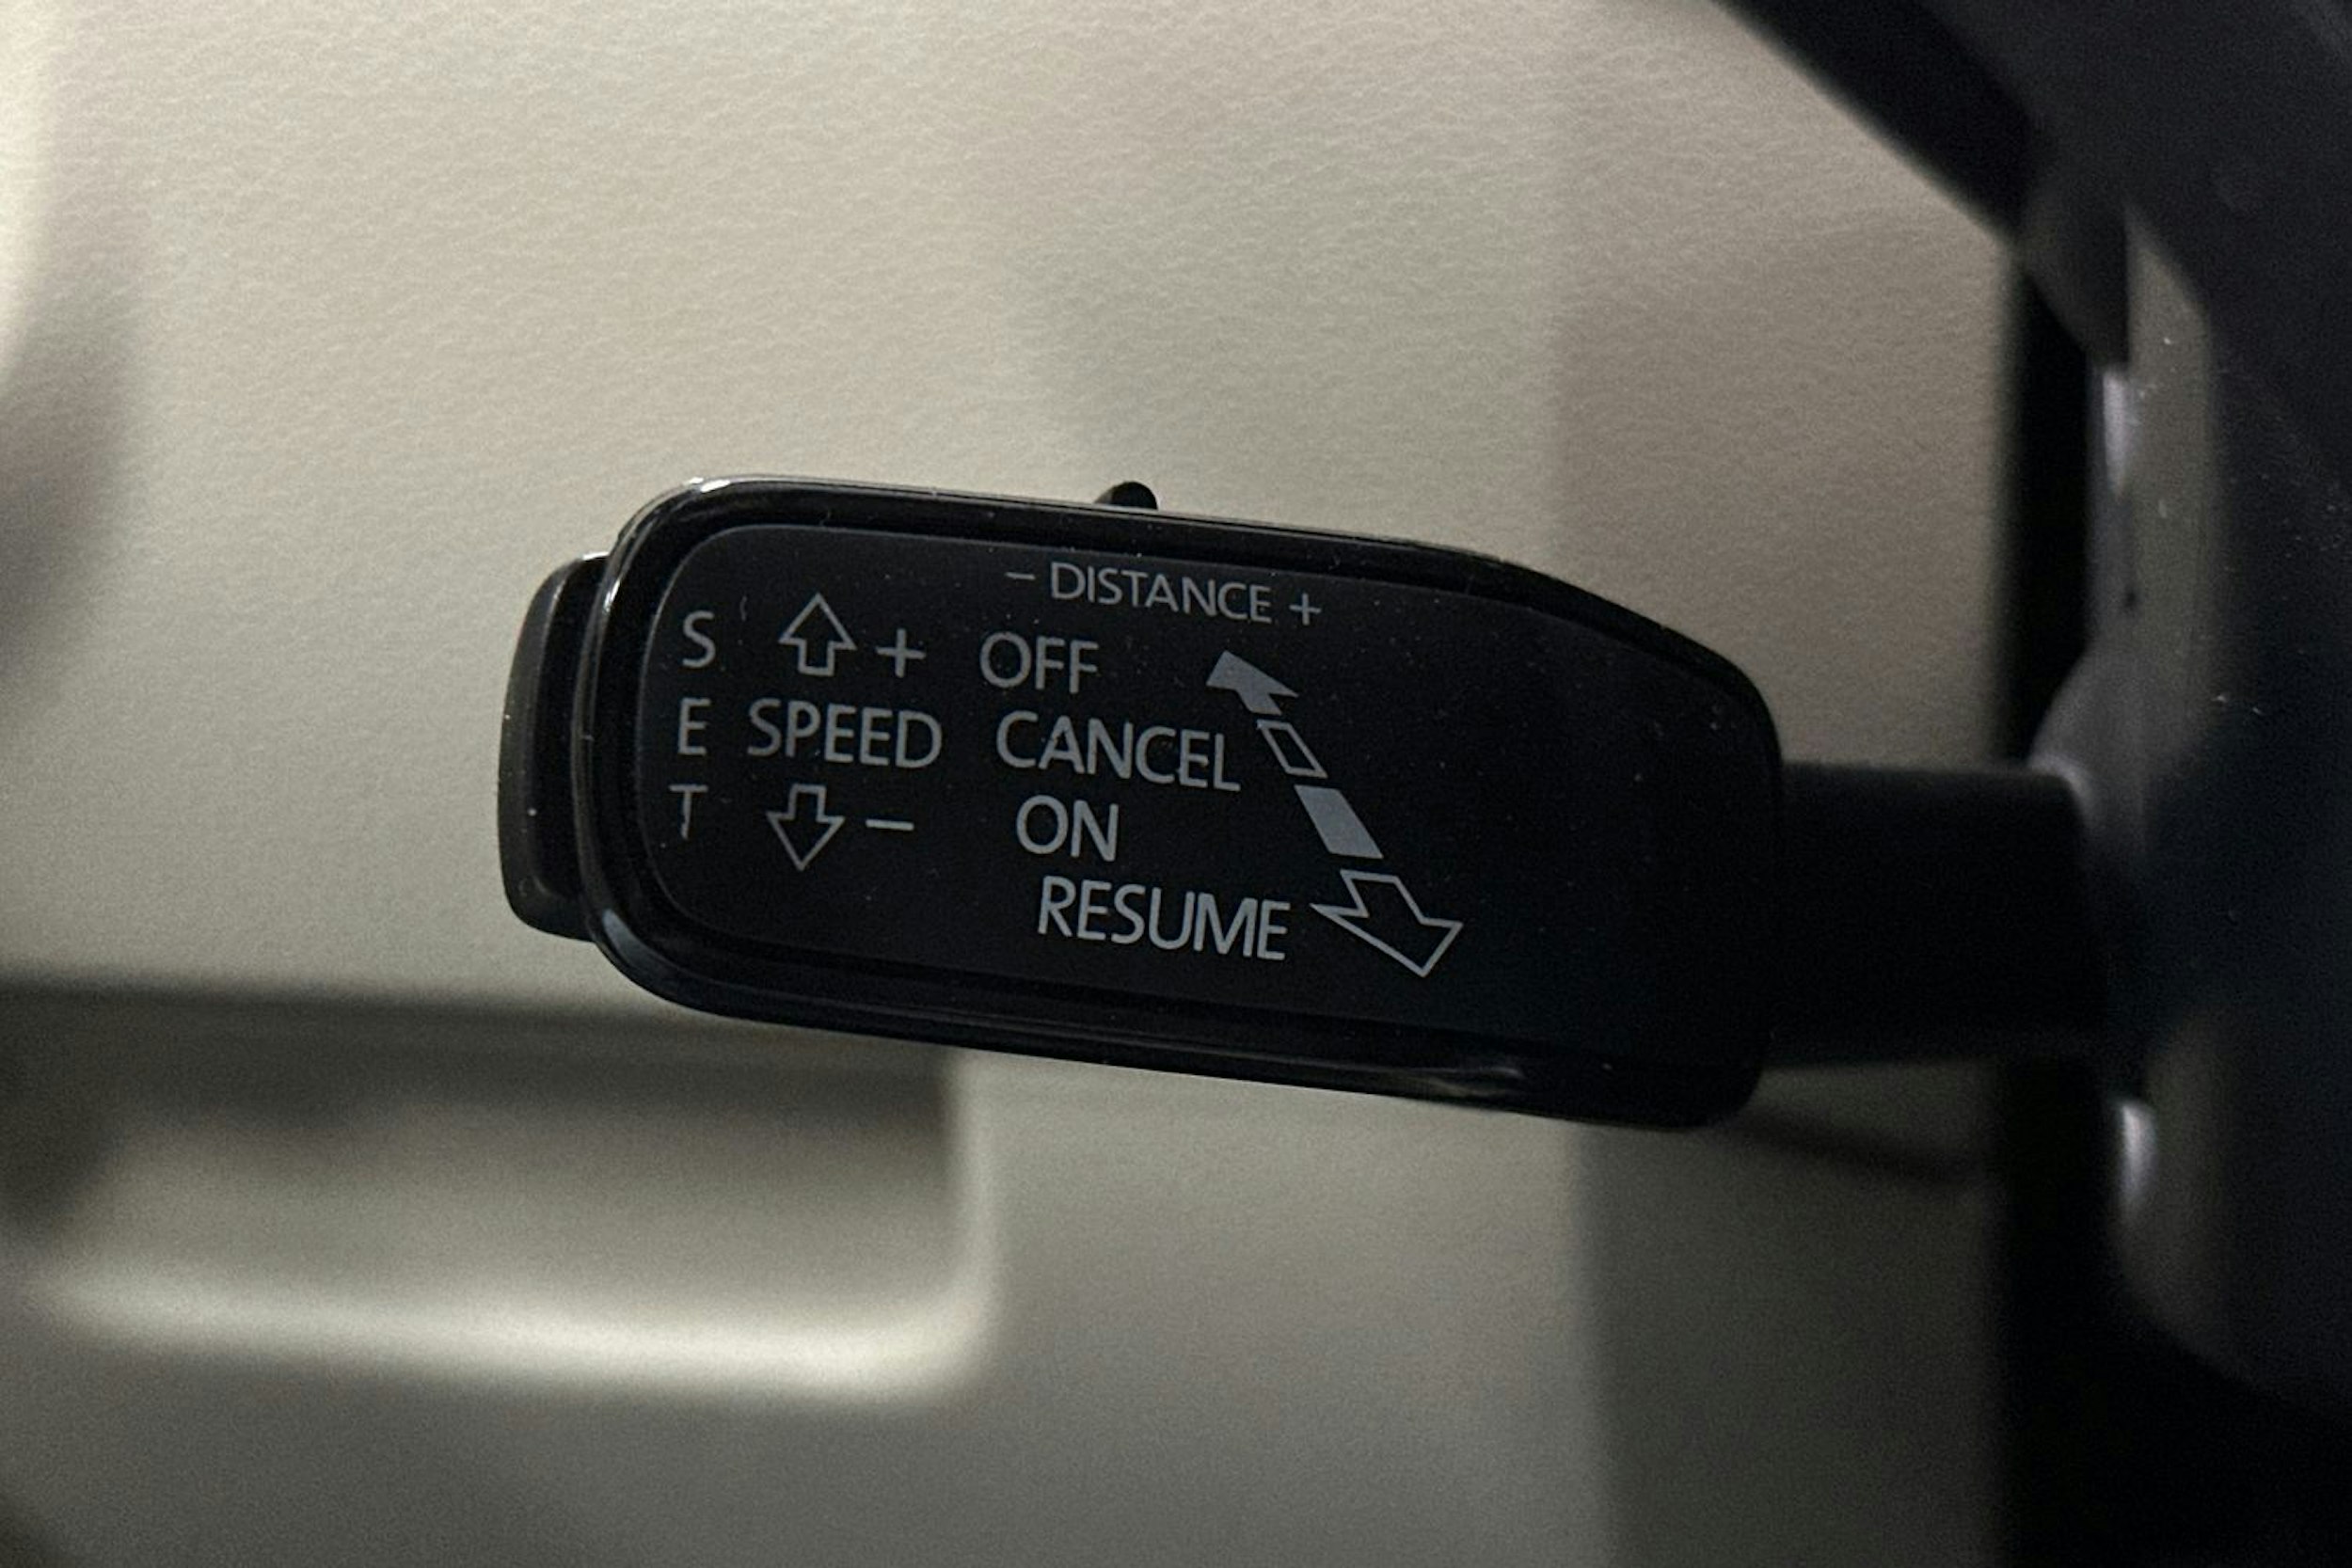 – DISTANCE +
S + OFF
E SPEED CANCEL
T – ON
RESUME